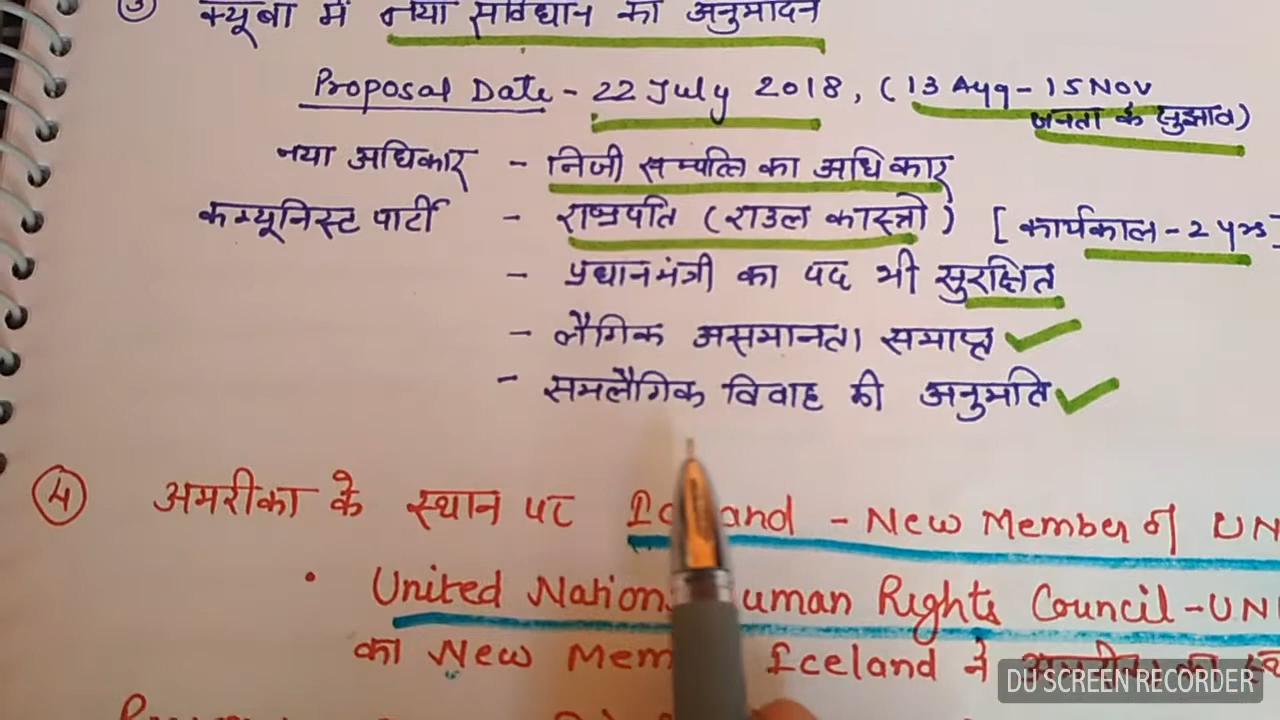 ③ क्यूबा में नया संविधान का अनुमोदन
Proposal Date - 22 July 2018, (13 Aug - 15 Nov
जनता के सुझाव)
नया अधिकार - निजी सम्पत्ति का अधिकार
कम्यूनिस्ट पार्टी - राष्ट्रपति (राउल कास्त्रो) [कार्यकाल - 2 yrs]
- प्रधानमंत्री का पद भी सुरक्षित
- लैंगिक असमानता समाप्त
- समलैंगिक विवाह की अनुमति
④ अमरीका के स्थान पर Iceland - New Member of UN
• United Nations Human Rights Council - UN
का New Mem Iceland ने अमरीका का
DU SCREEN RECORDER